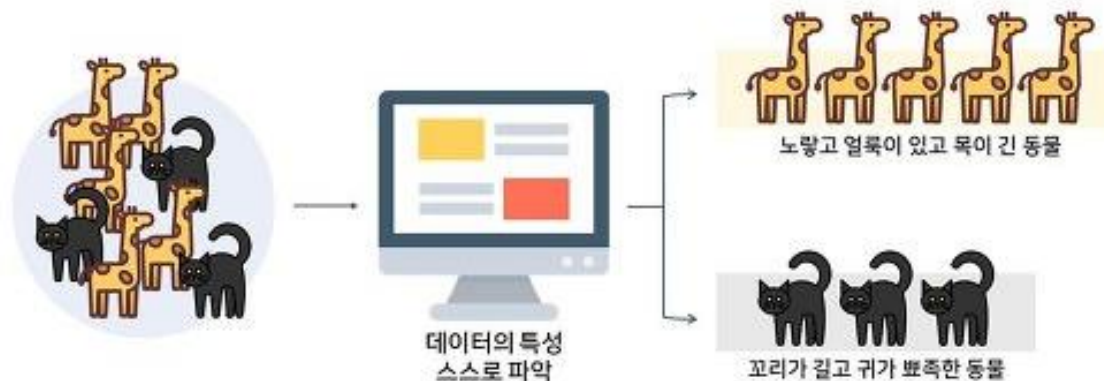 노랗고 얼룩이 있고 목이 긴 동물
데이터의 특성
스스로 파악
꼬리가 길고 귀가 뾰족한 동물